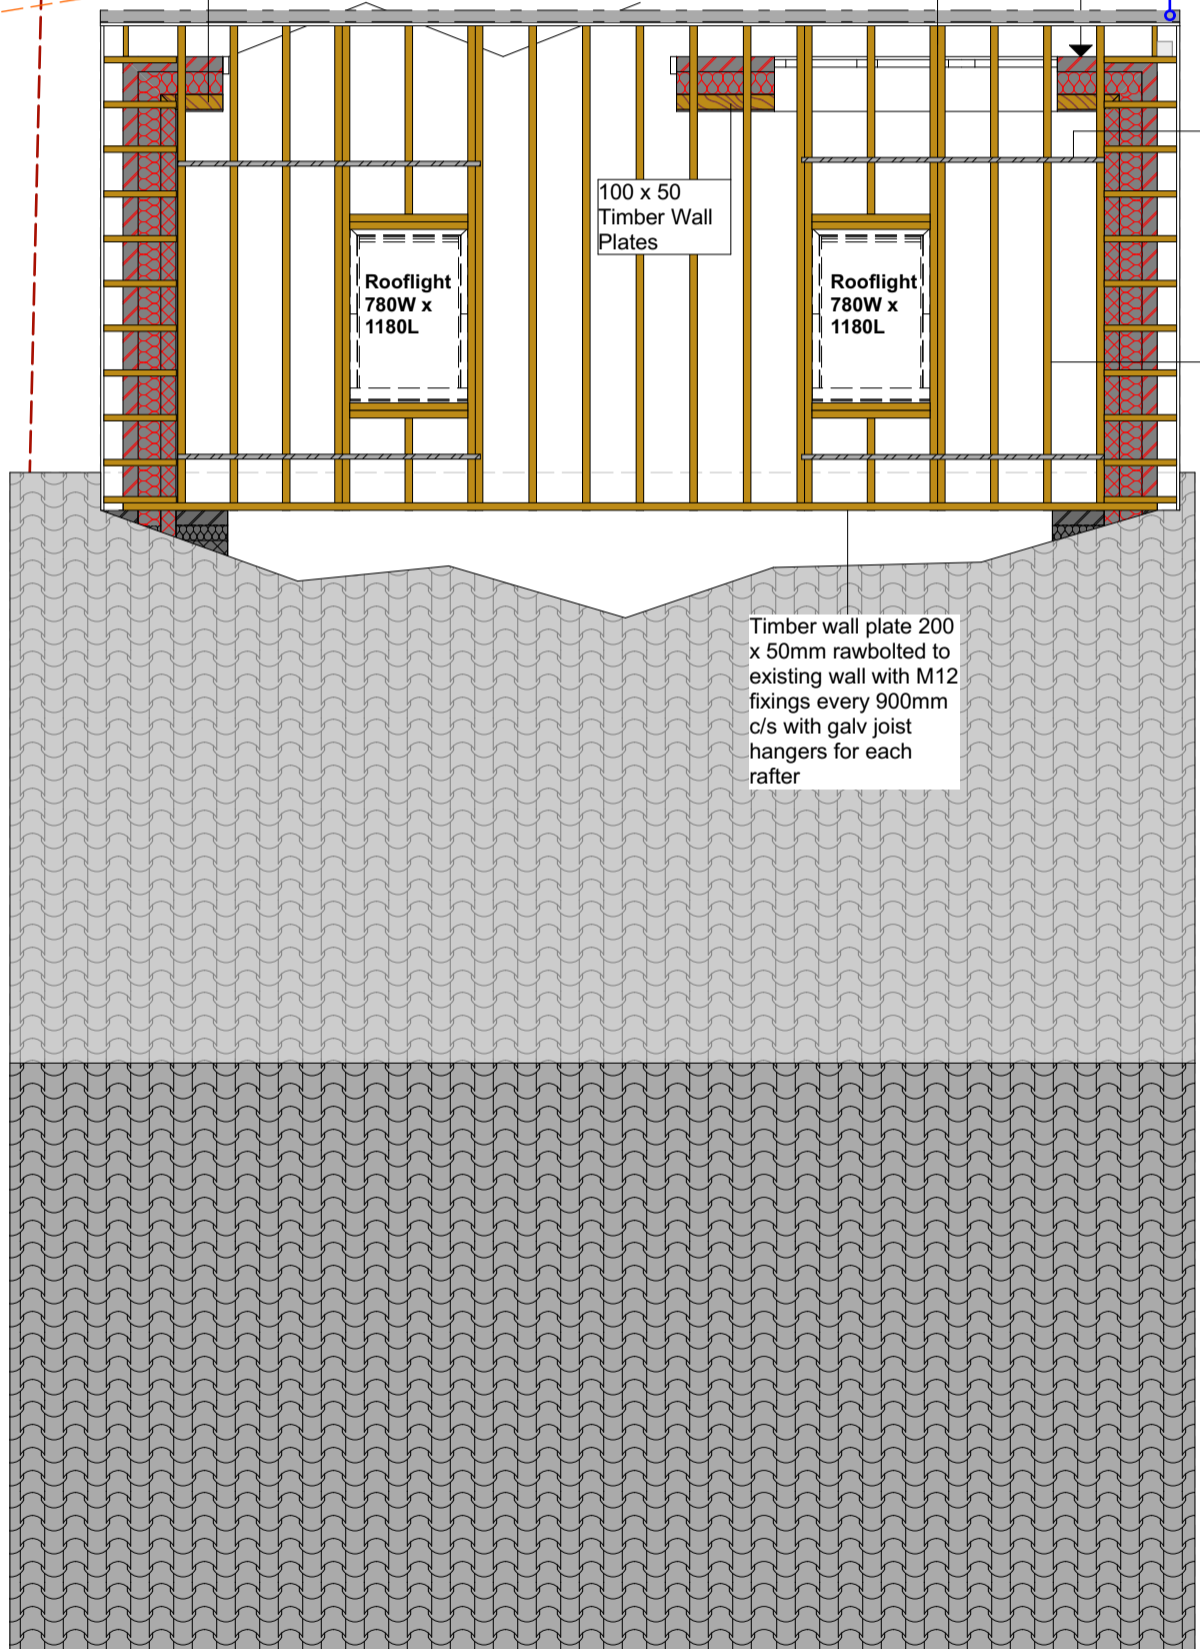 100 x 50
Timber Wall
Plates
Rooflight
780W x
1180L
Rooflight
780W x
1180L
Timber wall plate 200
x 50mm rawbolted to
existing wall with M12
fixings every 900mm
c/s with galv joist
hangers for each
rafter